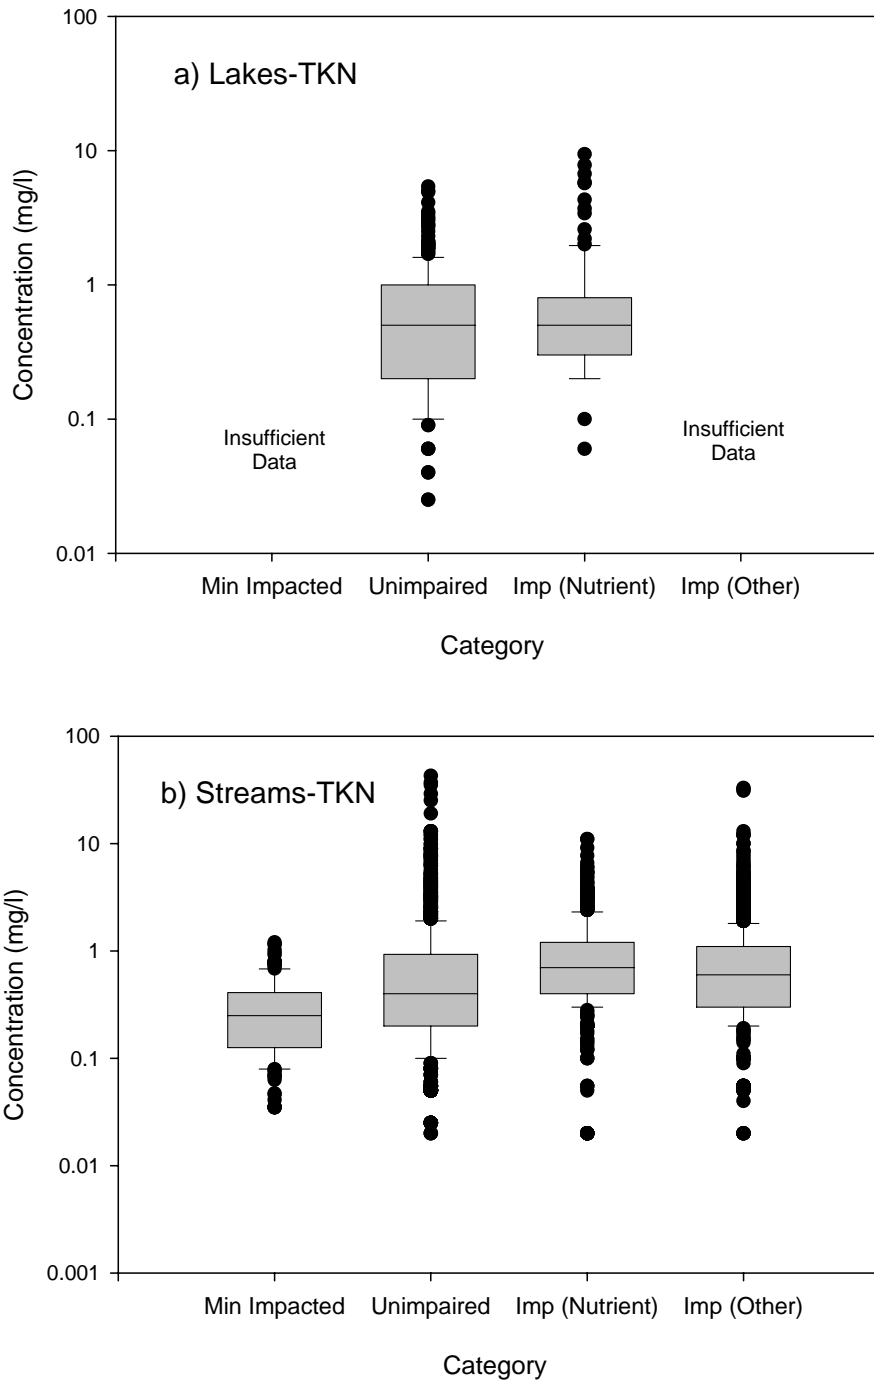 100
a) Lakes-TKN
10
Concentration (mg/l)
1
0.1
Insufficient
Data
Insufficient
Data
0.01
Min Impacted Unimpaired Imp (Nutrient) Imp (Other)
Category
100
b) Streams-TKN
10
Concentration (mg/l)
1
0.1
0.01
0.001
Min Impacted Unimpaired Imp (Nutrient) Imp (Other)
Category